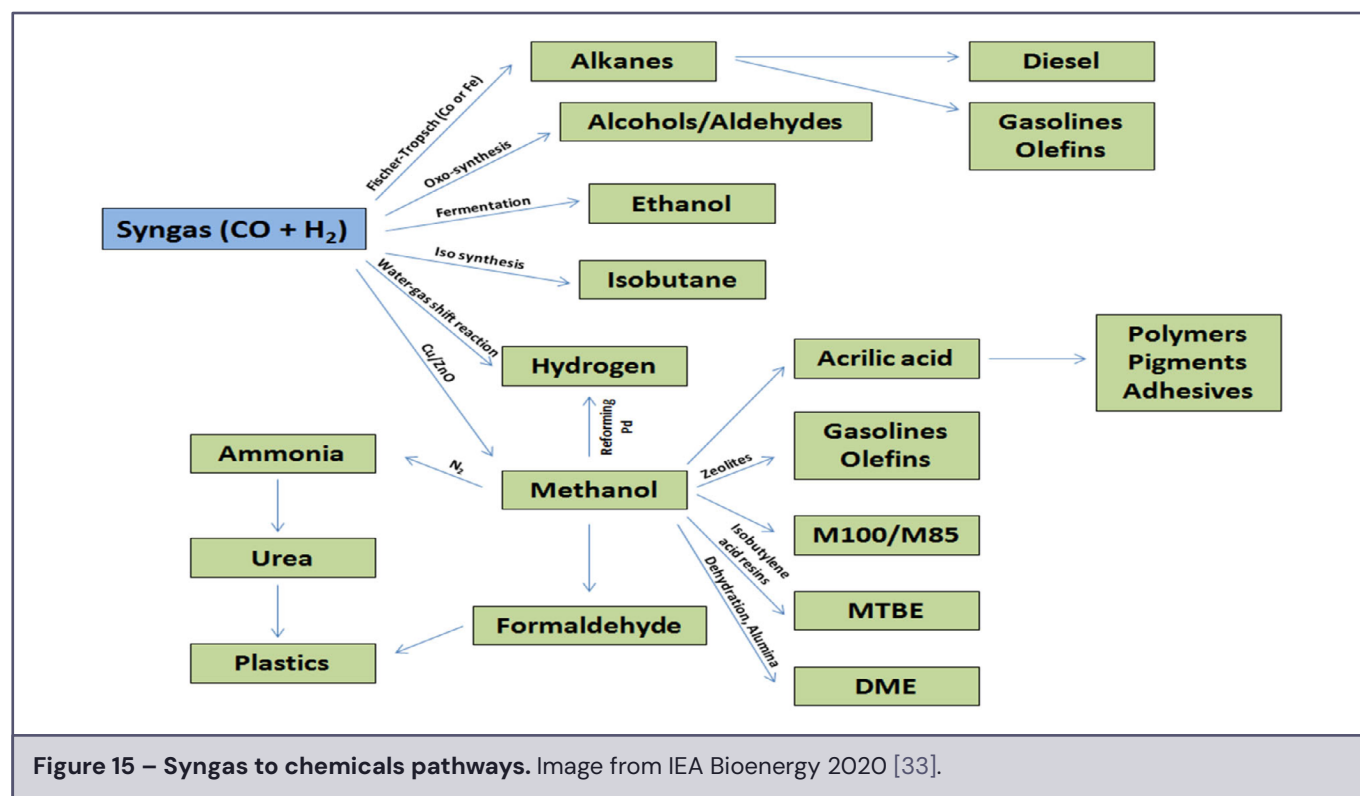 Alkanes
Diesel
Fischer-Tropsch (Co or Fe)
Alcohols/Aldehydes
Gasolines
Olefins
Oxo-synthesis
Fermentation
Ethanol
Syngas (CO + H₂)
Iso synthesis
Isobutane
Water-gas shift reaction
Cu/ZnO
Hydrogen
Acrilic acid
Polymers
Pigments
Adhesives
Reforming
Pd
Gasolines
Olefins
Zeolites
Ammonia
N₂
Methanol
M100/M85
Isobutylene
acid resins
Urea
Dehydration, Alumina
MTBE
Formaldehyde
Plastics
DME
Figure 15 – Syngas to chemicals pathways. Image from IEA Bioenergy 2020 [33].